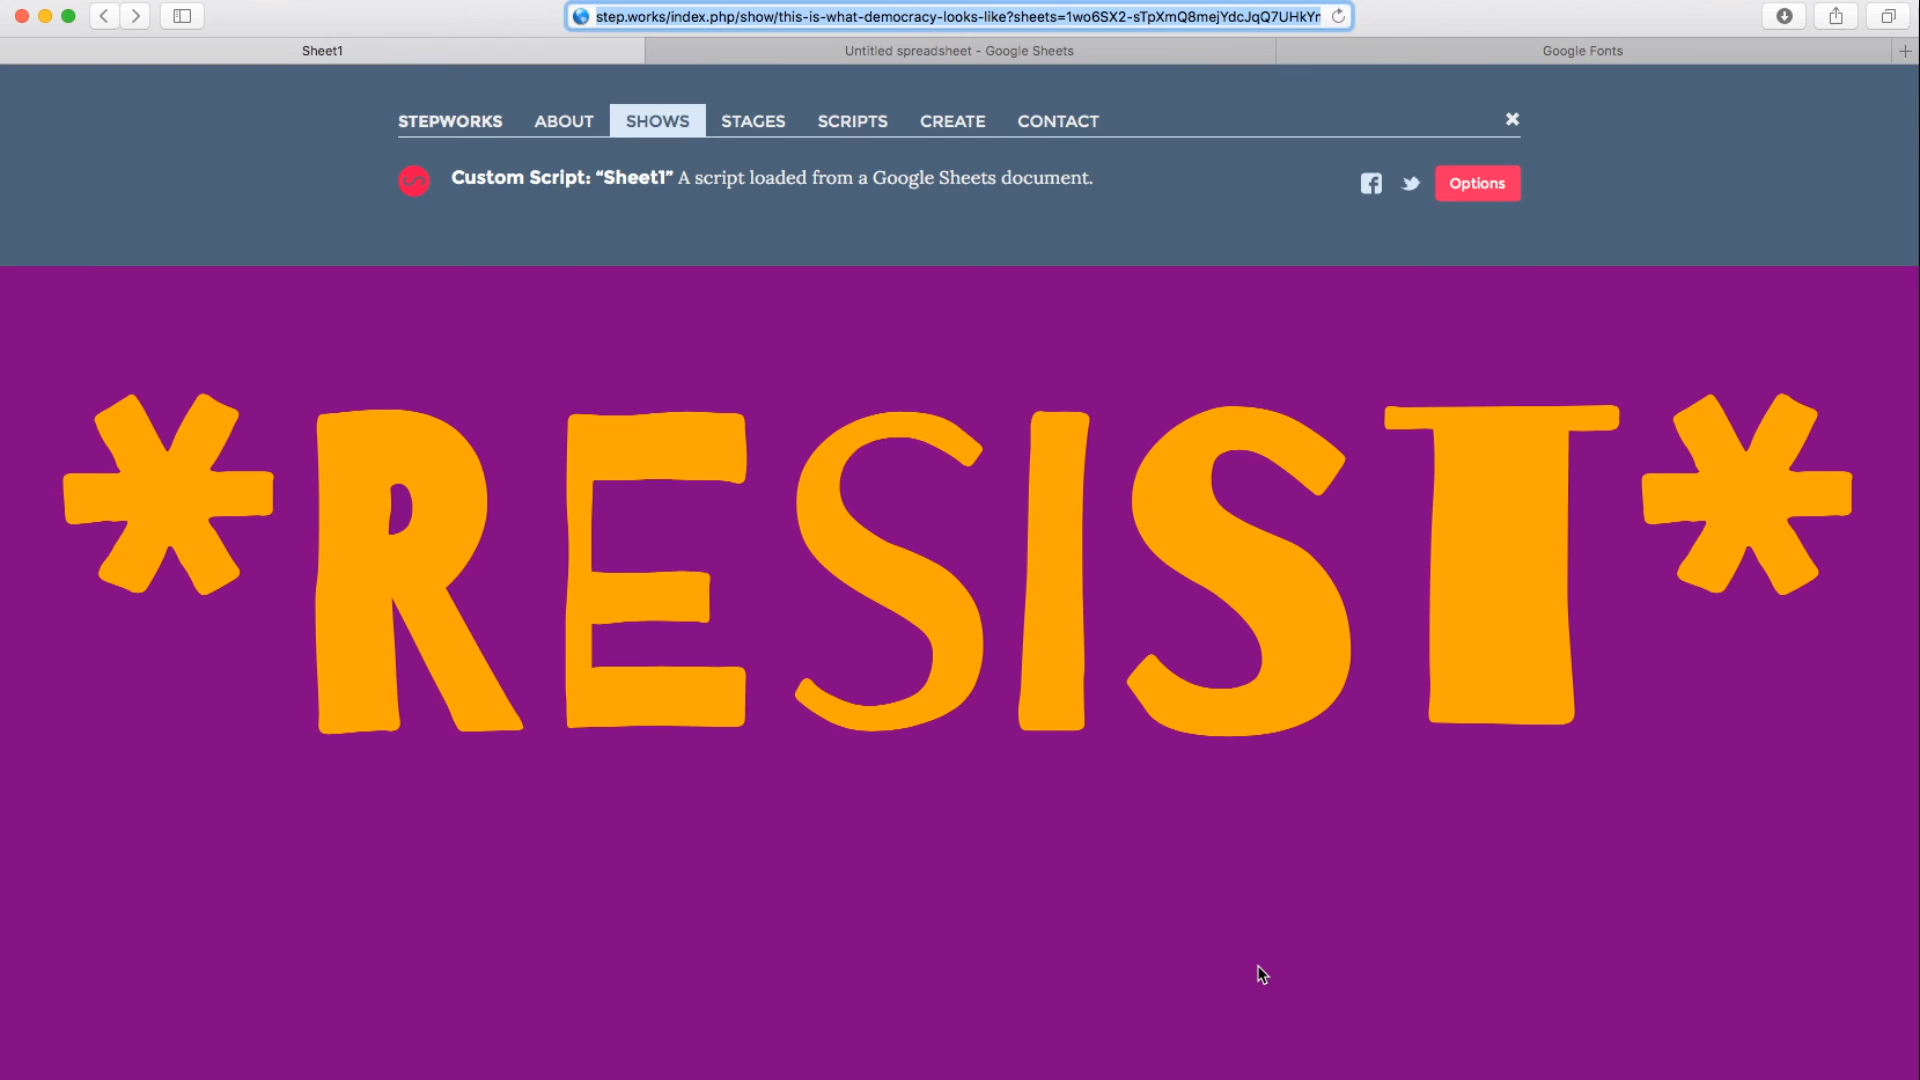 step.works/index.php/show/this-is-what-democracy-looks-like?sheets=1wo6SX2-sTpXmQ8mejYdcJqQ7UHkYr
Sheet1
Untitled spreadsheet - Google Sheets
Google Fonts
STEPWORKS ABOUT SHOWS STAGES SCRIPTS CREATE CONTACT
Custom Script: “Sheet1” A script loaded from a Google Sheets document.
Options
*RESIST*